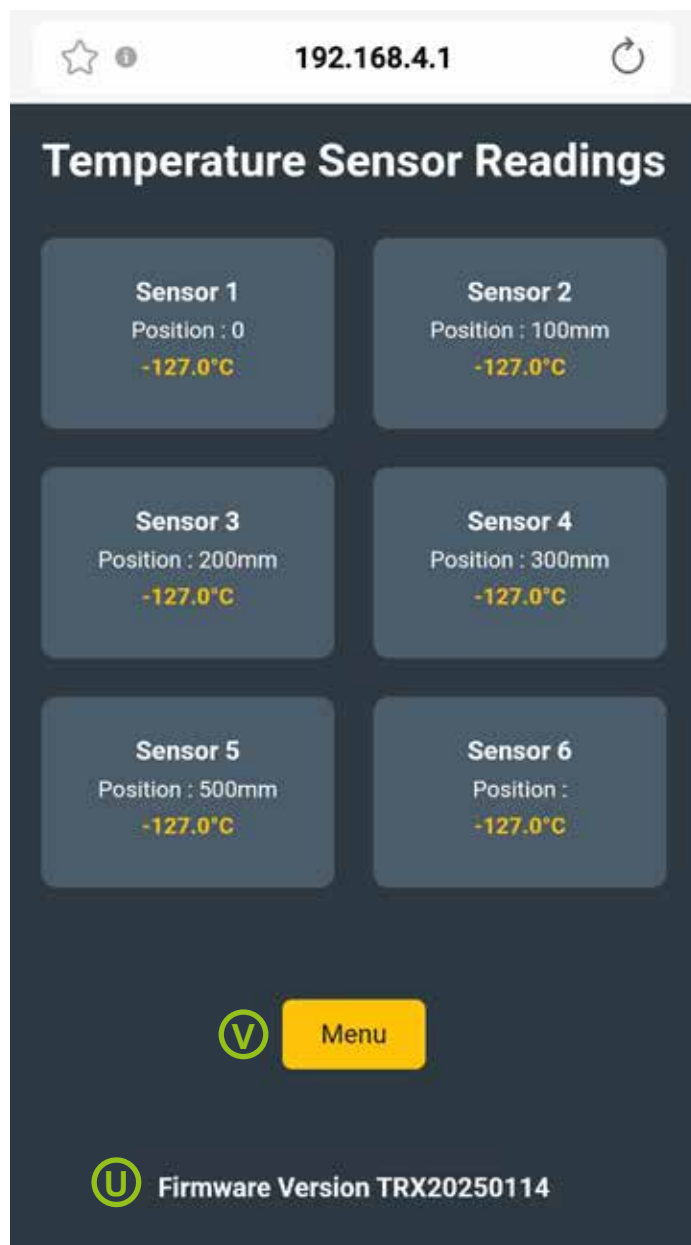 192.168.4.1
Temperature Sensor Readings
Sensor 1
Position : 0
-127.0°C
Sensor 2
Position : 100mm
-127.0°C
Sensor 3
Position : 200mm
-127.0°C
Sensor 4
Position : 300mm
-127.0°C
Sensor 5
Position : 500mm
-127.0°C
Sensor 6
Position :
-127.0°C
V Menu
U Firmware Version TRX20250114